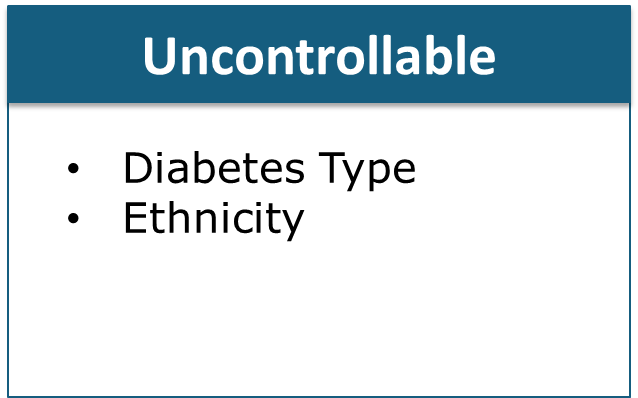 Uncontrollable
• Diabetes Type
• Ethnicity